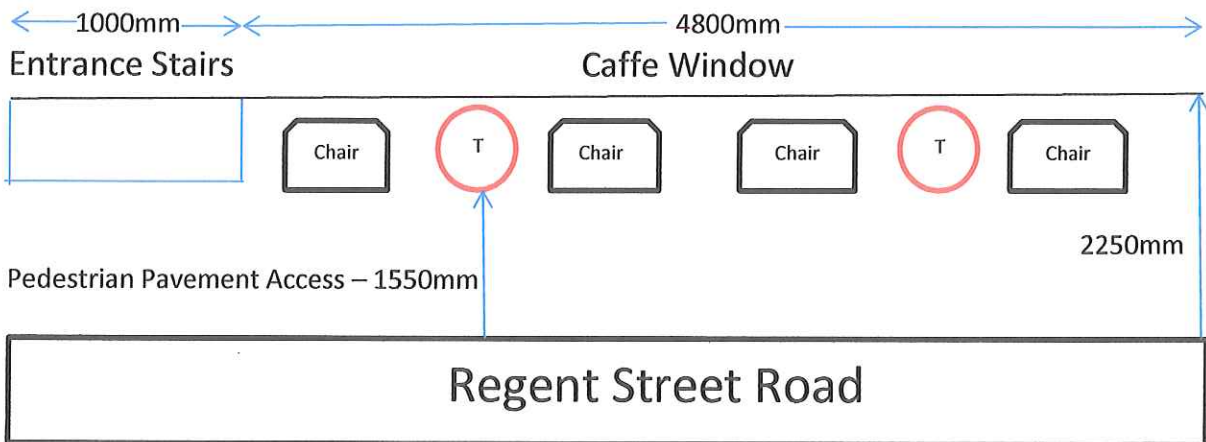 1000mm
4800mm
Entrance Stairs
Caffe Window
Chair
T
Chair
Chair
T
Chair
2250mm
Pedestrian Pavement Access – 1550mm
Regent Street Road